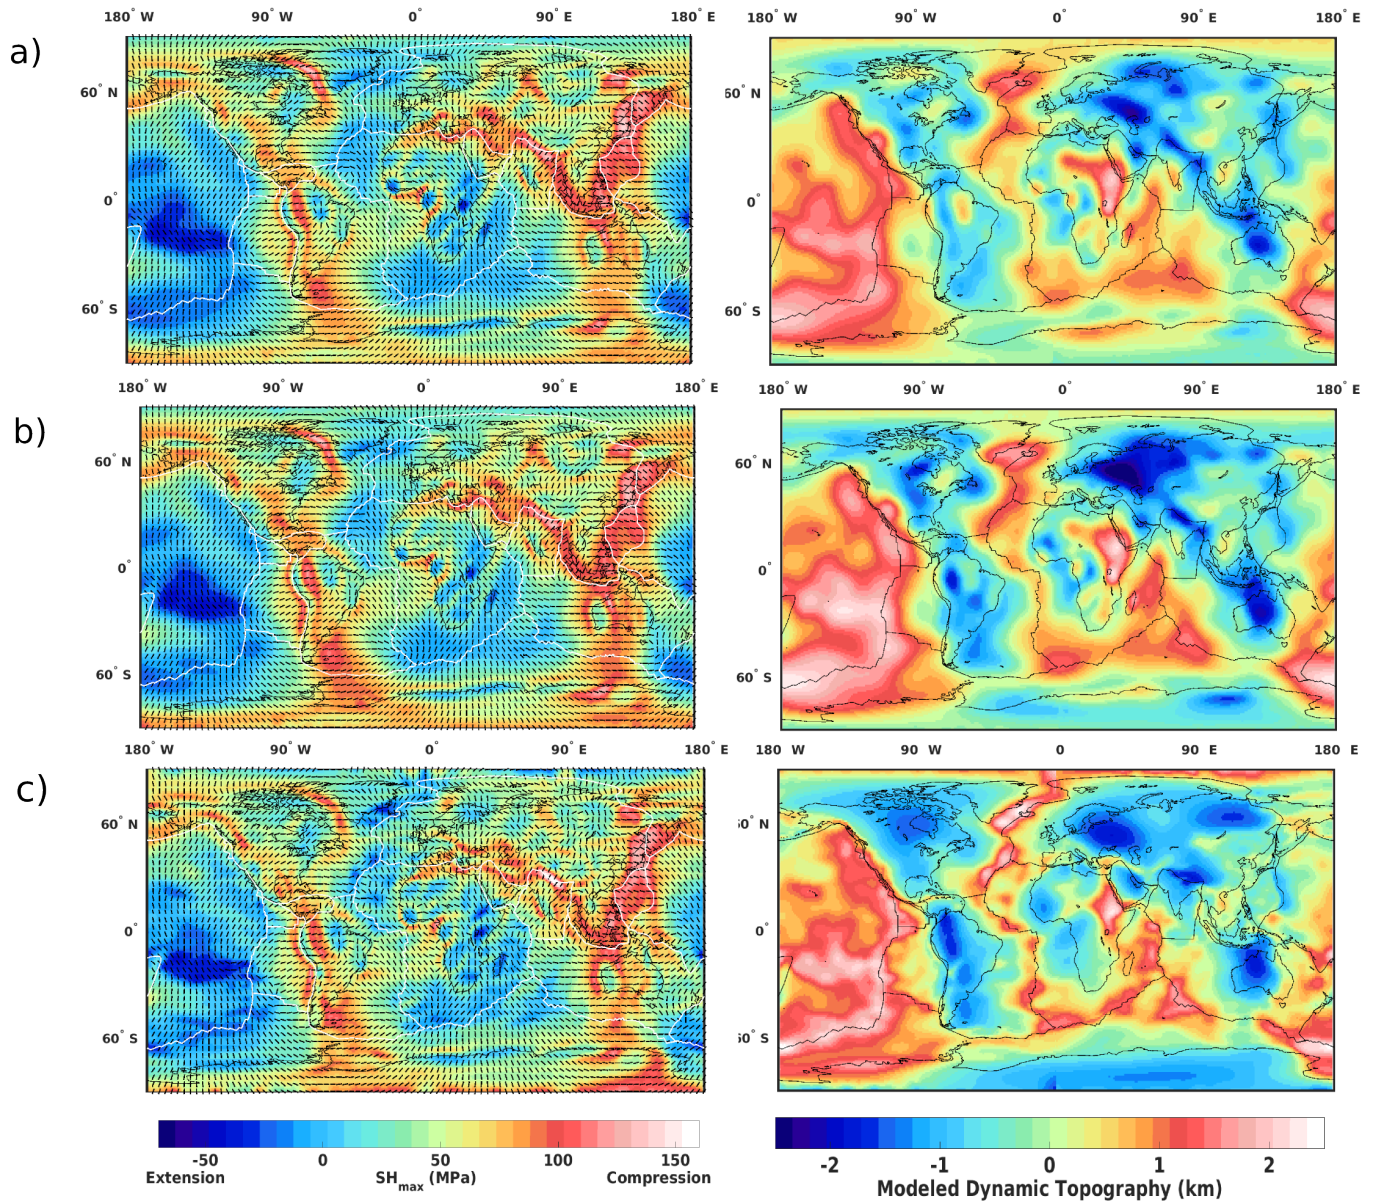 180° W 90° W 0° 90° E 180° E 180° W 90° W 0° 90° E 180° E
a)
60° N 60° N
0° 0°
60° S 60° S
180° W 90° W 0° 90° E 180° E 180° W 90° W 0° 90° E 180° E
b)
60° N 60° N
0° 0°
60° S 60° S
180° W 90° W 0° 90° E 180° E 180° W 90° W 0 90° E 180° E
c)
60° N 60° N
0° 0°
60° S 60° S
-50 0 50 100 150
Extension SHmax (MPa) Compression
-2 -1 0 1 2
Modeled Dynamic Topography (km)